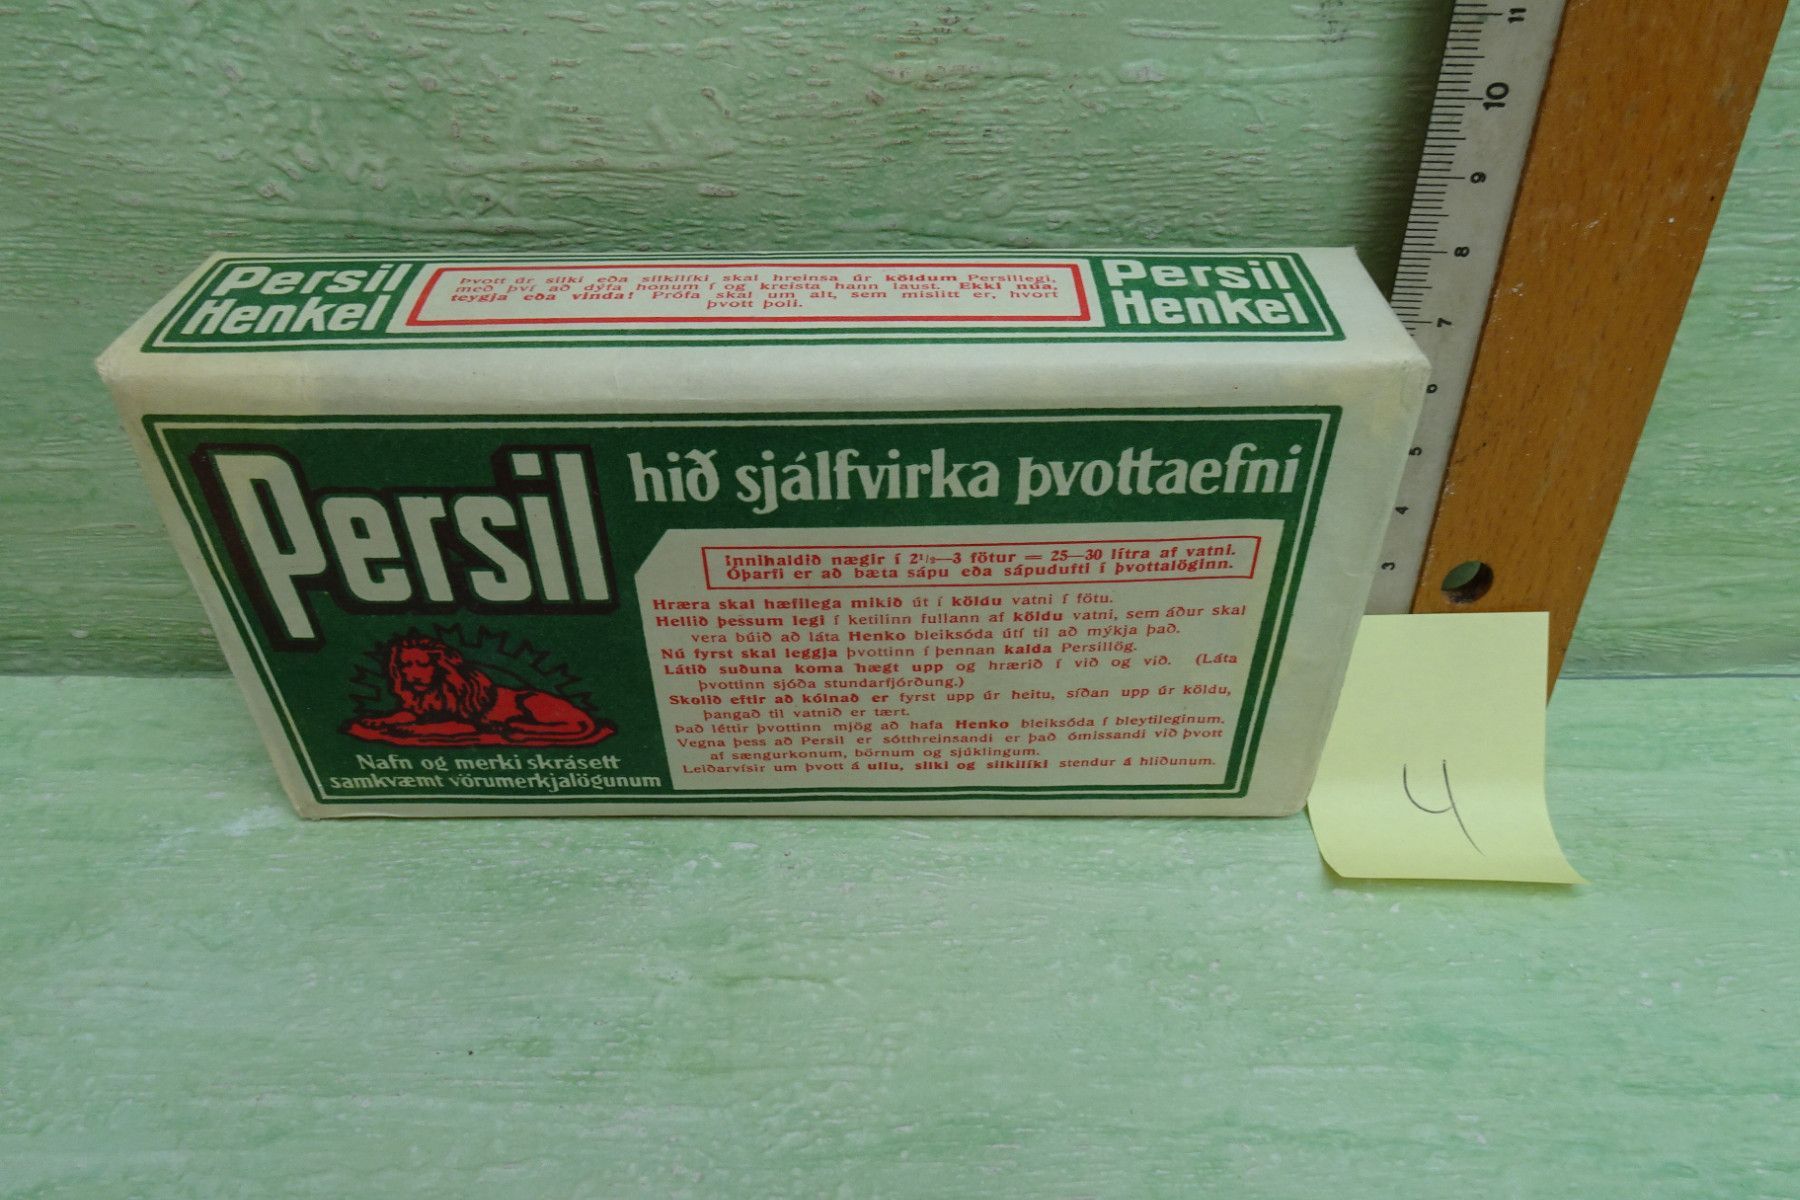 Persil
Henkel
Þvott úr silki eða silkilíki skal hreinsa úr köldum Persillegi,
með því að dýfa honum í og kreista hann laust. Ekki núa,
teygja eða vinda! Prófa skal um alt, sem mislitt er, hvort
þvott þoli.
Persil
Henkel
Persil
hið sjálfvirka þvottaefni
Innihaldið nægir í 2½—3 fötur = 25—30 lítra af vatni.
Óþarfi er að bæta sápu eða sápudufti í þvottalöginn.
Hræra skal hæfilega mikið út í köldu vatni í fötu.
Hellið þessum legi í ketilinn fullann af köldu vatni, sem áður skal
vera búið að láta Henko bleiksóda útí til að mýkja það.
Nú fyrst skal leggja þvottinn í þennan kalda Persillög.
Látið suðuna koma hægt upp og hrærið í við og við. (Láta
þvottinn sjóða stundarfjórðung.)
Skolið eftir að kólnað er fyrst upp úr heitu, síðan upp úr köldu,
þangað til vatnið er tært.
Það léttir þvottinn mjög að hafa Henko bleiksóda í bleytileginum.
Vegna þess að Persil er sótthreinsandi er það ómissandi við þvott
af sængurkonum, börnum og sjúklingum.
Leiðarvísir um þvott á ullu, silki og silkilíki stendur á hliðunum.
Nafn og merki skrásett
samkvæmt vörumerkjalögunum
11
10
9
8
7
6
5
4
3
4